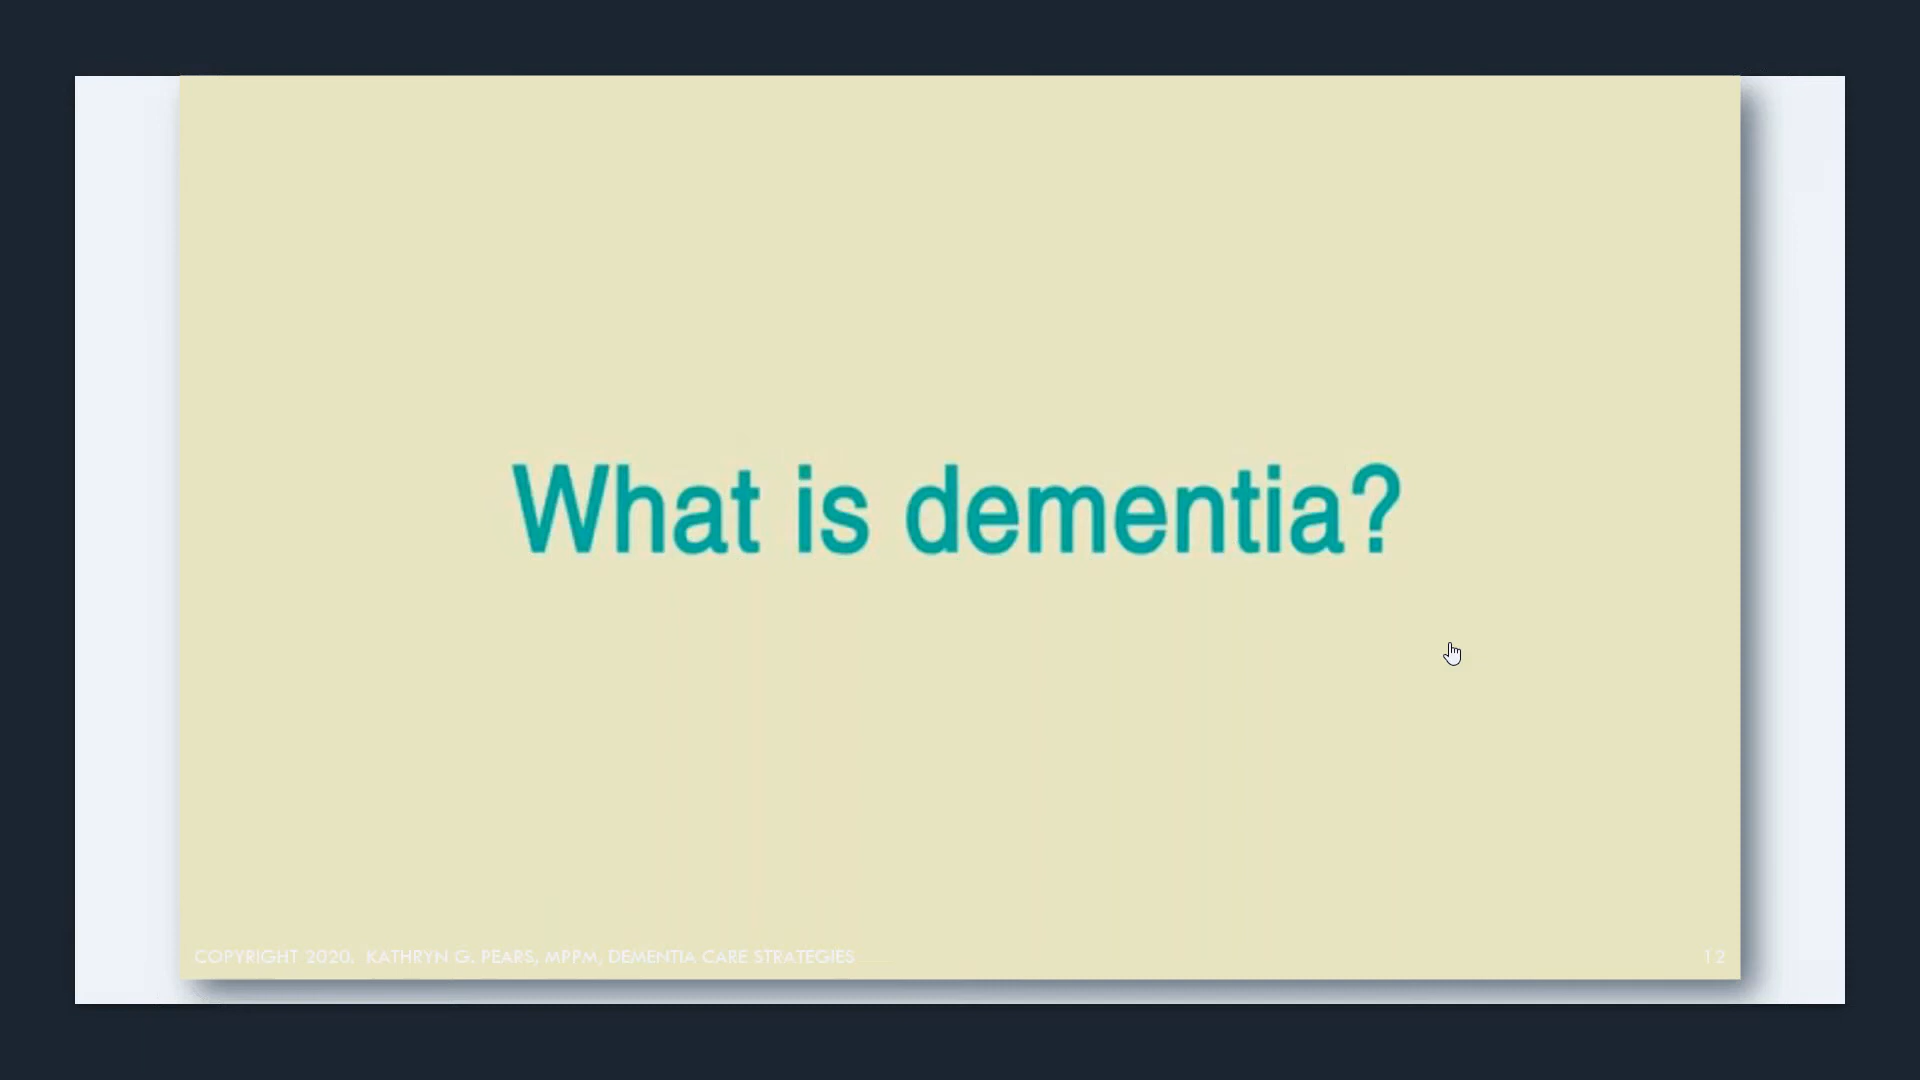 What is dementia?
COPYRIGHT 2020. KATHRYN G. PEARS, MPPM, DEMENTIA CARE STRATEGIES
12